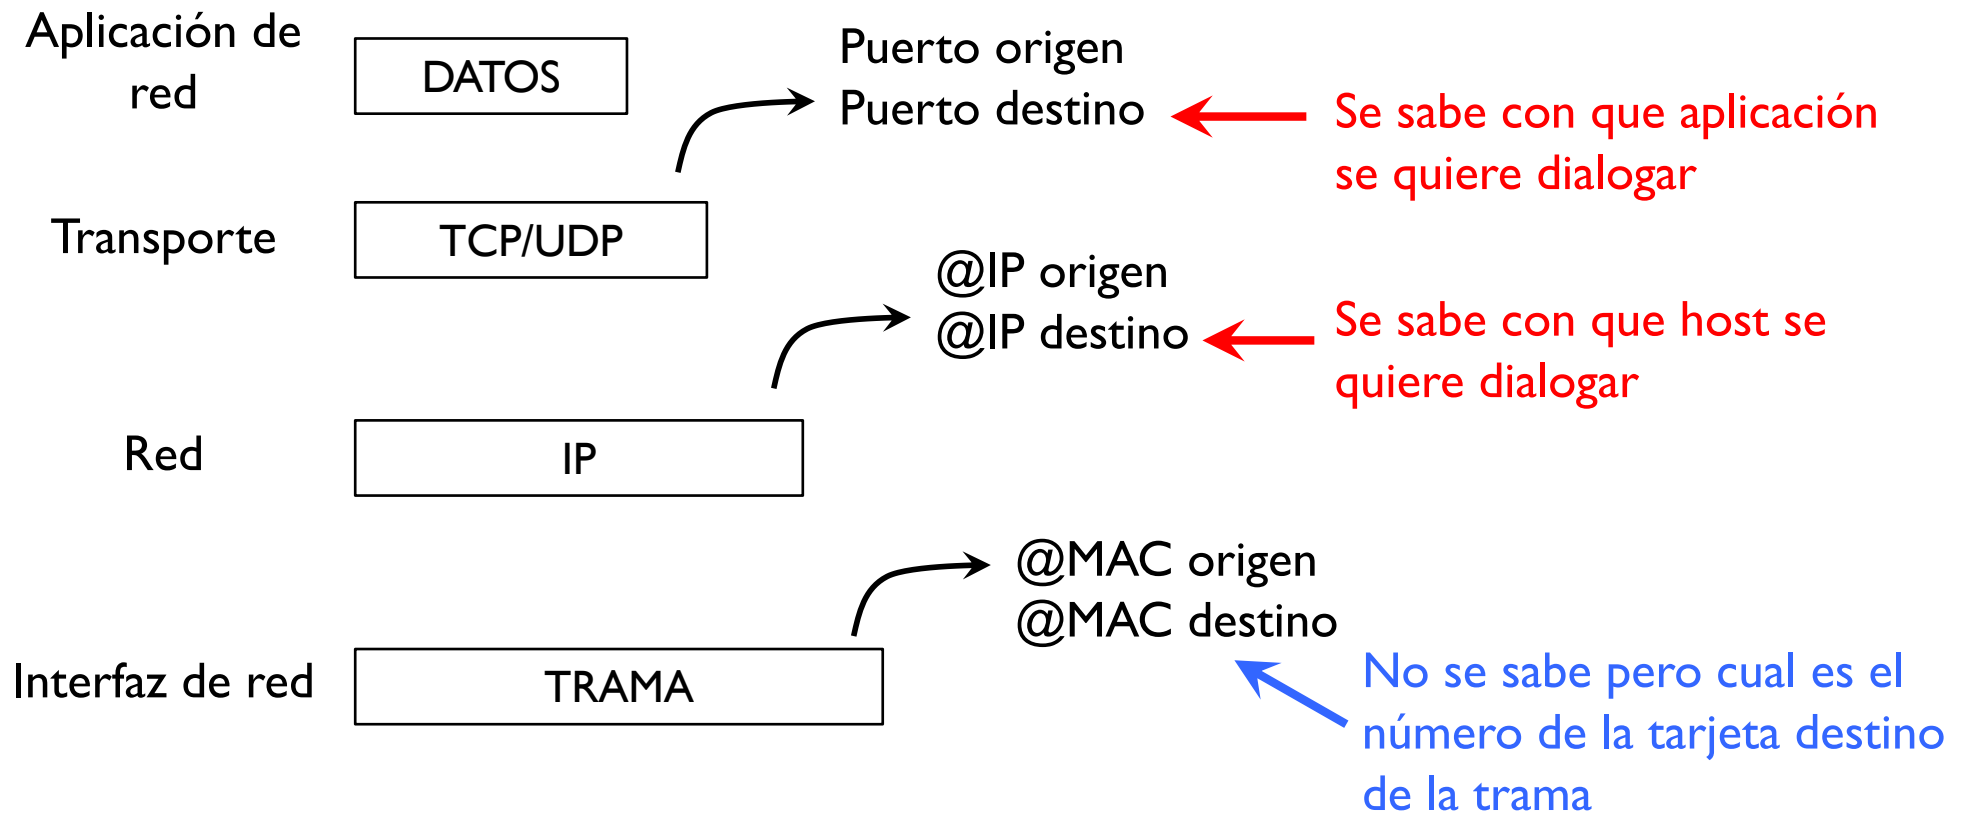 Aplicación de
red
DATOS
Puerto origen
Puerto destino
Se sabe con que aplicación
se quiere dialogar
Transporte
TCP/UDP
@IP origen
@IP destino
Se sabe con que host se
quiere dialogar
Red
IP
@MAC origen
@MAC destino
Interfaz de red
TRAMA
No se sabe pero cual es el
número de la tarjeta destino
de la trama